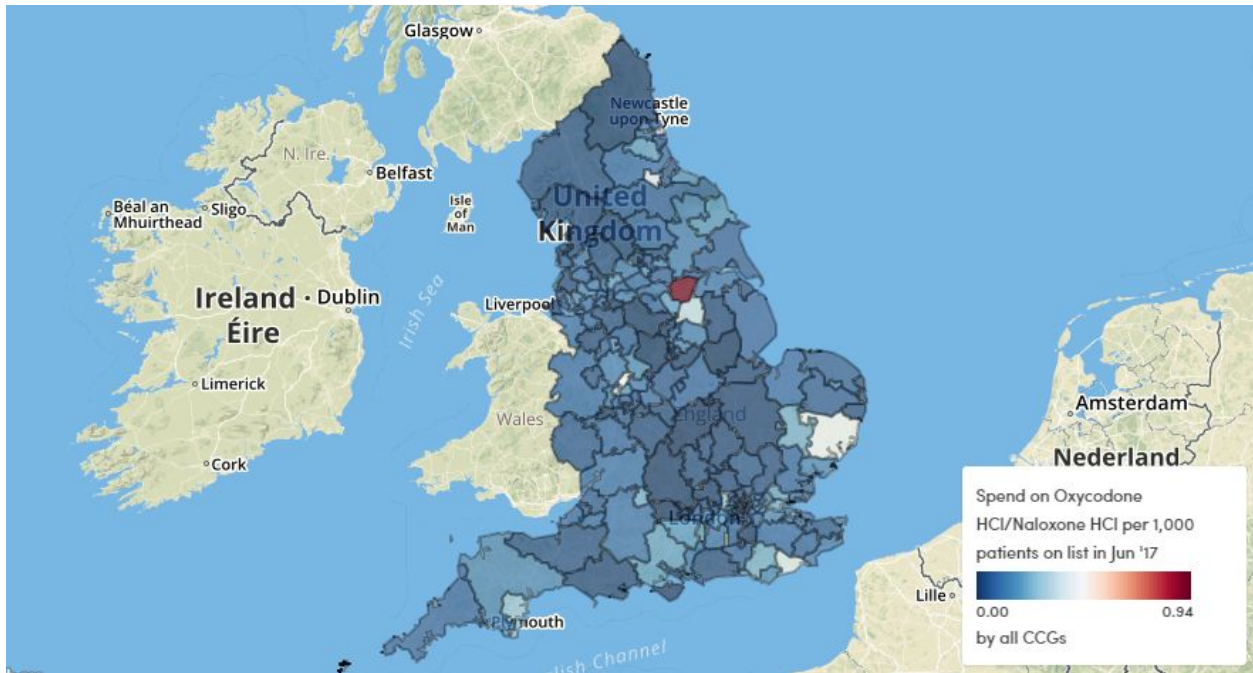 Glasgow
Newcastle
upon Tyne
N. Ire.
Belfast
Isle
of
Man
United
Kingdom
Béal an
Mhuirthead
Sligo
Ireland
Éire
Dublin
Irish Sea
Liverpool
Limerick
Wales
England
Cork
Amsterdam
Nederland
London
Plymouth
lish Channel
Lille
Spend on Oxycodone
HCl/Naloxone HCl per 1,000
patients on list in Jun '17
0.00 0.94
by all CCGs